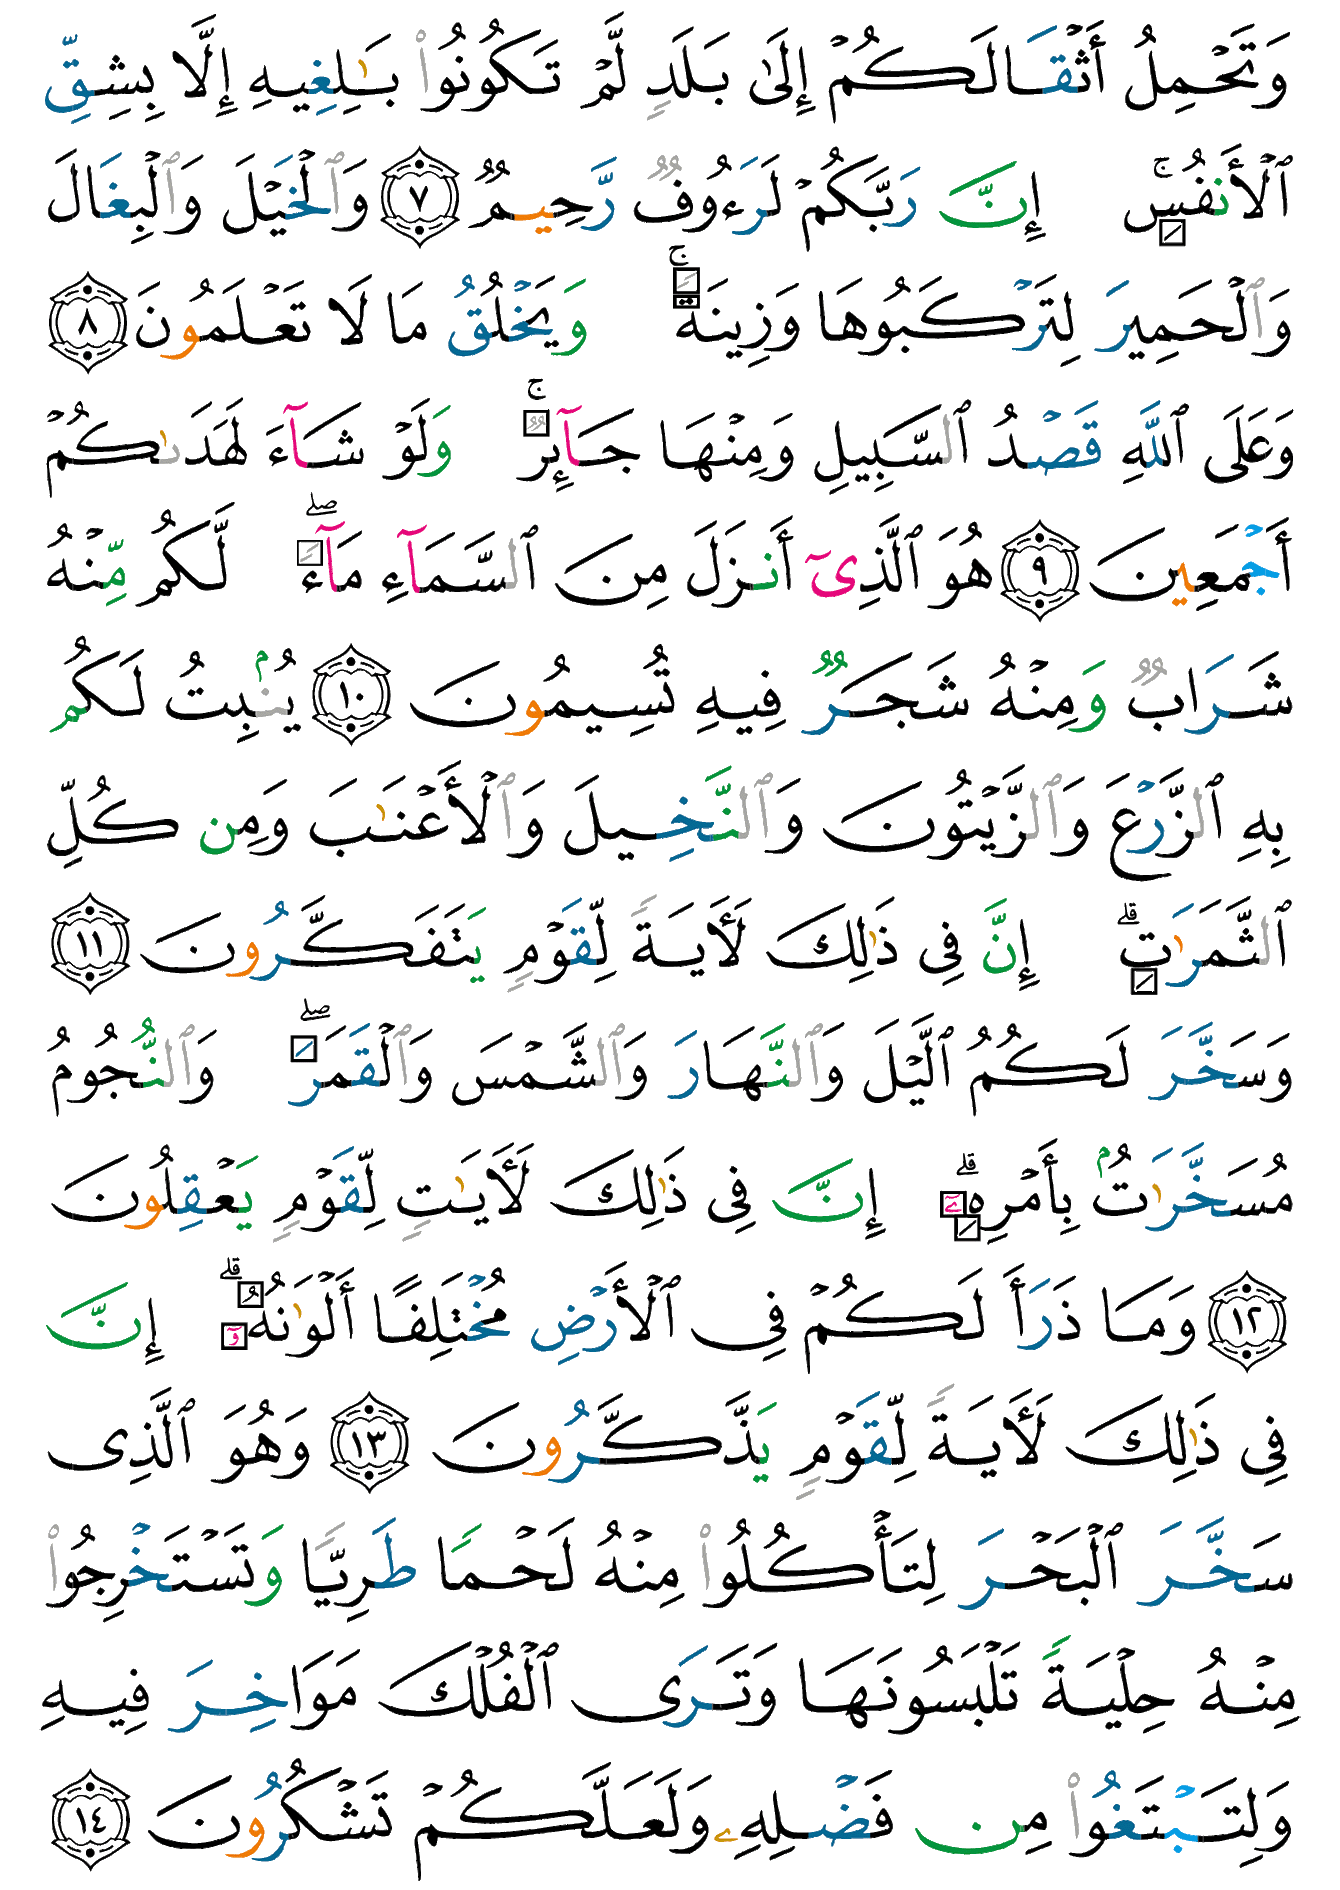 وَتَحْمِلُ أَثْقَالَكُمْ إِلَىٰ بَلَدٍ لَّمْ تَكُونُوا۟ بَـٰلِغِيهِ إِلَّا بِشِقِّ
ٱلْأَنفُسِ ۚ إِنَّ رَبَّكُمْ لَرَءُوفٌ رَّحِيمٌ ٧ وَٱلْخَيْلَ وَٱلْبِغَالَ
وَٱلْحَمِيرَ لِتَرْكَبُوهَا وَزِينَةً ۚ وَيَخْلُقُ مَا لَا تَعْلَمُونَ ٨
وَعَلَى ٱللَّهِ قَصْدُ ٱلسَّبِيلِ وَمِنْهَا جَآئِرٌ ۚ وَلَوْ شَآءَ لَهَدَىٰكُمْ
أَجْمَعِينَ ٩ هُوَ ٱلَّذِىٓ أَنزَلَ مِنَ ٱلسَّمَآءِ مَآءً ۖ لَّكُم مِّنْهُ
شَرَابٌ وَمِنْهُ شَجَرٌ فِيهِ تُسِيمُونَ ١٠ يُنۢبِتُ لَكُم
بِهِ ٱلزَّرْعَ وَٱلزَّيْتُونَ وَٱلنَّخِيلَ وَٱلْأَعْنَـٰبَ وَمِن كُلِّ
ٱلثَّمَرَٰتِ ۗ إِنَّ فِى ذَٰلِكَ لَـَٔايَةً لِّقَوْمٍ يَتَفَكَّرُونَ ١١
وَسَخَّرَ لَكُمُ ٱلَّيْلَ وَٱلنَّهَارَ وَٱلشَّمْسَ وَٱلْقَمَرَ ۖ وَٱلنُّجُومُ
مُسَخَّرَٰتٌۢ بِأَمْرِهِۦٓ ۗ إِنَّ فِى ذَٰلِكَ لَـَٔايَـٰتٍ لِّقَوْمٍ يَعْقِلُونَ
١٢ وَمَا ذَرَأَ لَكُمْ فِى ٱلْأَرْضِ مُخْتَلِفًا أَلْوَٰنُهُۥٓ ۗ إِنَّ
فِى ذَٰلِكَ لَـَٔايَةً لِّقَوْمٍ يَذَّكَّرُونَ ١٣ وَهُوَ ٱلَّذِى
سَخَّرَ ٱلْبَحْرَ لِتَأْكُلُوا۟ مِنْهُ لَحْمًا طَرِيًّا وَتَسْتَخْرِجُوا۟
مِنْهُ حِلْيَةً تَلْبَسُونَهَا وَتَرَى ٱلْفُلْكَ مَوَاخِرَ فِيهِ
وَلِتَبْتَغُوا۟ مِن فَضْلِهِۦ وَلَعَلَّكُمْ تَشْكُرُونَ ١٤